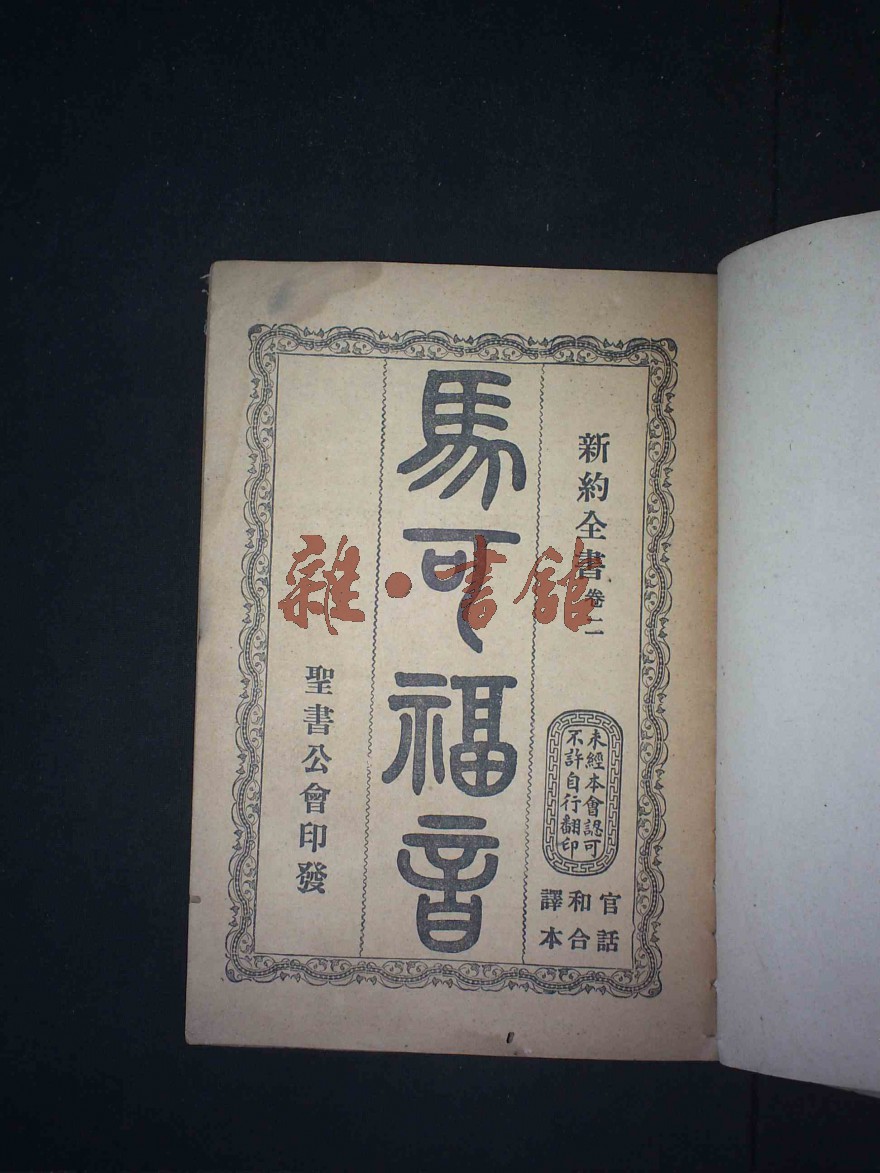 新約全書 卷二
未經本會認可
不許自行翻印
官話
和合
譯本
馬可福音
聖書公會印發
雜·書館